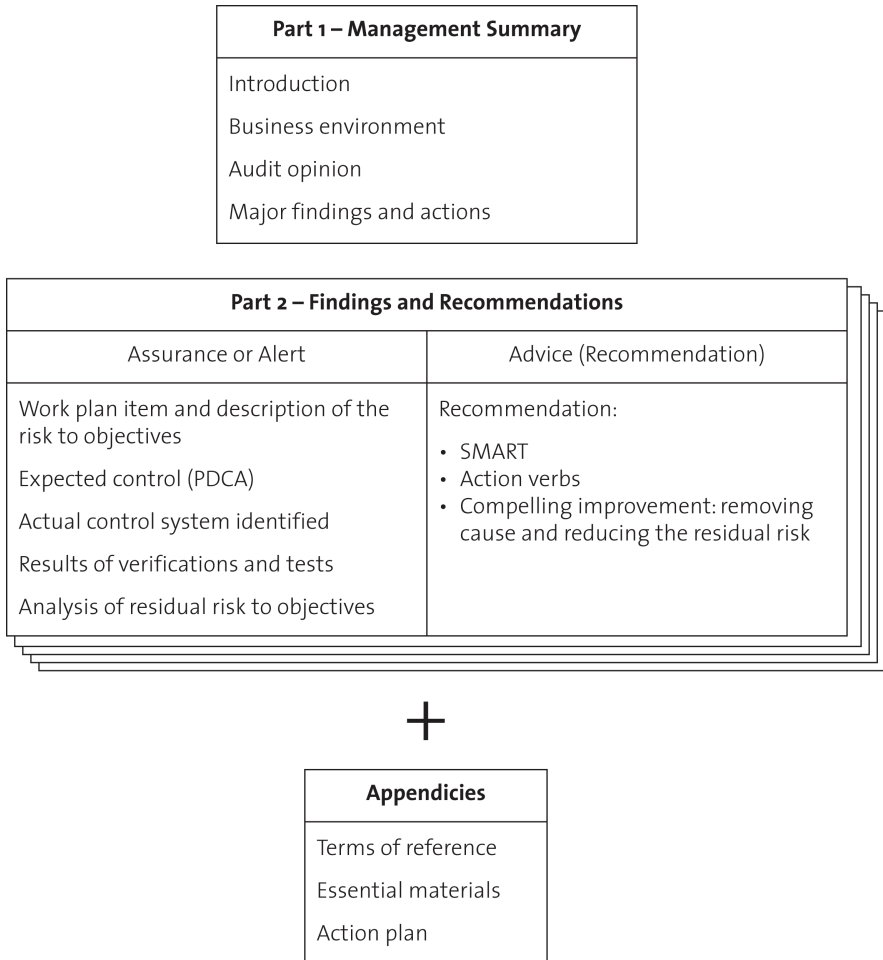 Part 1 – Management Summary
Introduction
Business environment
Audit opinion
Major findings and actions
Part 2 – Findings and Recommendations
Assurance or Alert
Work plan item and description of the
risk to objectives
Expected control (PDCA)
Actual control system identified
Results of verifications and tests
Analysis of residual risk to objectives
Advice (Recommendation)
Recommendation:
• SMART
• Action verbs
• Compelling improvement: removing
cause and reducing the residual risk
+
Appendicies
Terms of reference
Essential materials
Action plan